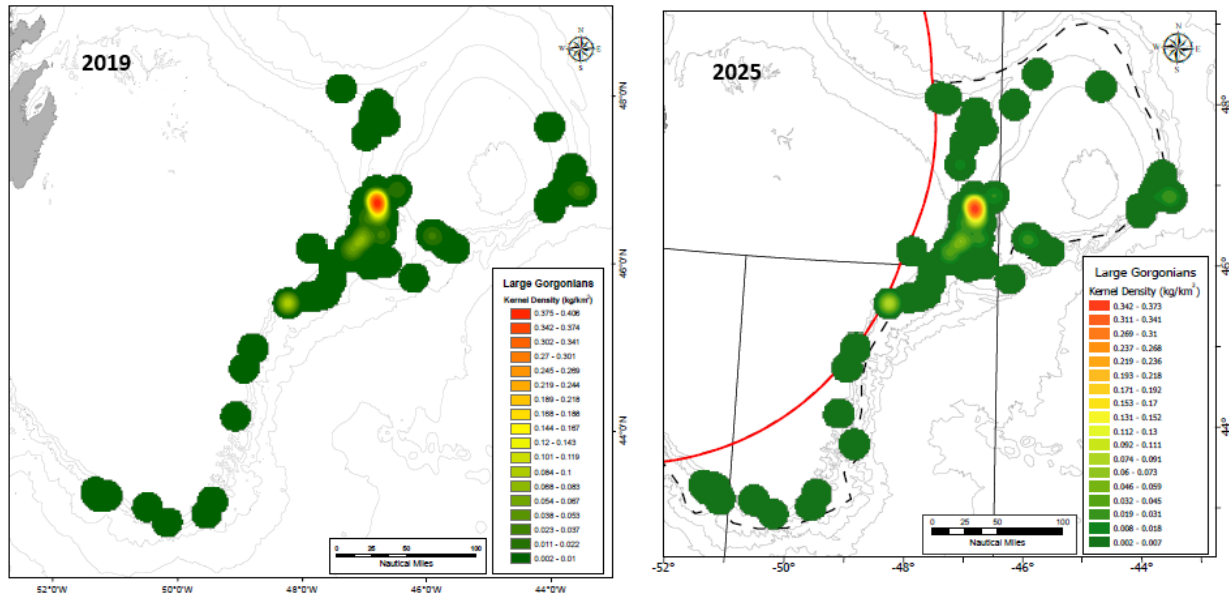 2019
N
W E
S
48°0'N
46°0'N
44°0'N
52°0'W
50°0'W
48°0'W
46°0'W
44°0'W
Large Gorgonians
Kernel Density (kg/km²)
0.375 - 0.406
0.342 - 0.374
0.302 - 0.341
0.27 - 0.301
0.245 - 0.269
0.219 - 0.244
0.189 - 0.218
0.168 - 0.188
0.144 - 0.167
0.12 - 0.143
0.101 - 0.119
0.084 - 0.1
0.068 - 0.083
0.054 - 0.067
0.038 - 0.053
0.023 - 0.037
0.011 - 0.022
0.002 - 0.01
0 25 50 100
Nautical Miles
2025
N
W E
S
48°
46°
44°
-52°
-50°
-48°
-46°
-44°
Large Gorgonians
Kernel Density (kg/km²)
0.342 - 0.373
0.311 - 0.341
0.269 - 0.31
0.237 - 0.268
0.219 - 0.236
0.193 - 0.218
0.171 - 0.192
0.153 - 0.17
0.131 - 0.152
0.112 - 0.13
0.092 - 0.111
0.074 - 0.091
0.06 - 0.073
0.046 - 0.059
0.032 - 0.045
0.019 - 0.031
0.008 - 0.018
0.002 - 0.007
0 25 50 100
Nautical Miles